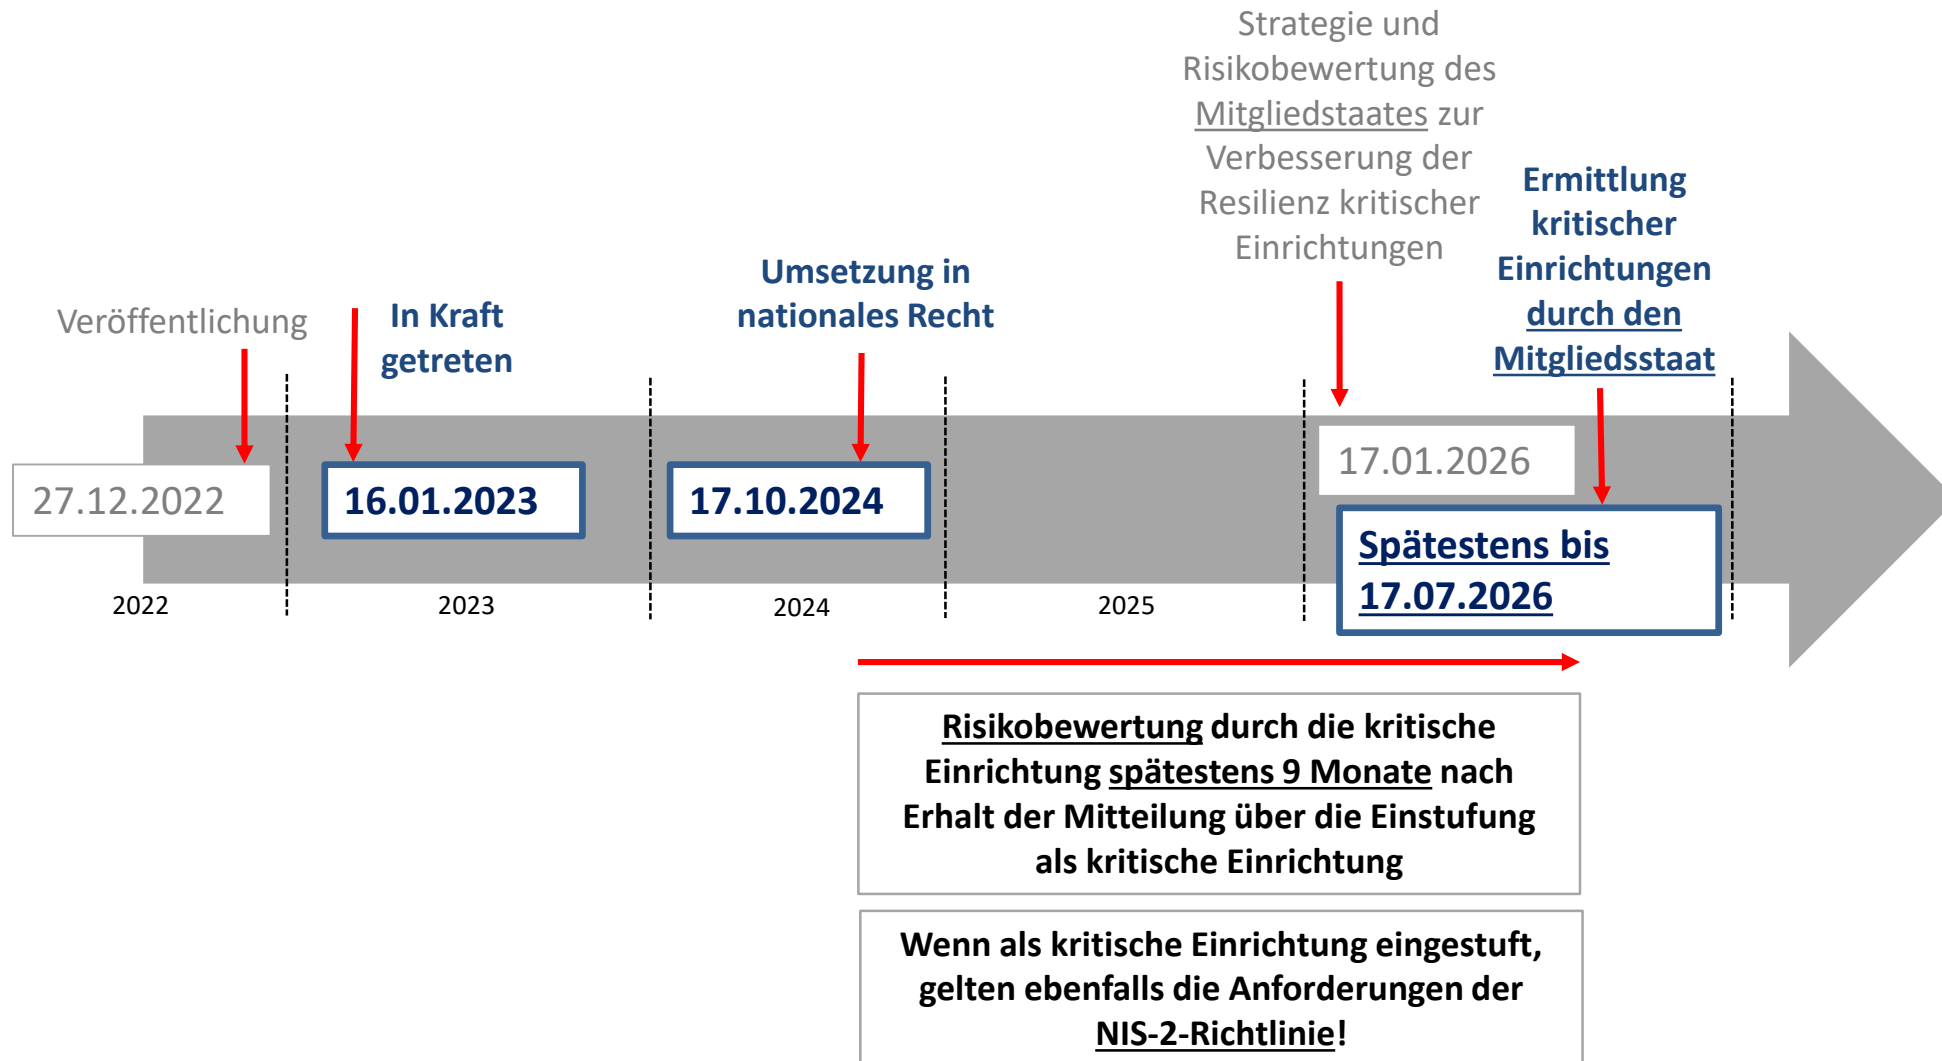 Strategie und
Risikobewertung des
Mitgliedstaates zur
Verbesserung der
Resilienz kritischer
Einrichtungen
Ermittlung
kritischer
Einrichtungen
durch den
Mitgliedsstaat
Umsetzung in
nationales Recht
Veröffentlichung
In Kraft
getreten
27.12.2022
16.01.2023
17.10.2024
17.01.2026
Spätestens bis
17.07.2026
2022
2023
2024
2025
Risikobewertung durch die kritische
Einrichtung spätestens 9 Monate nach
Erhalt der Mitteilung über die Einstufung
als kritische Einrichtung
Wenn als kritische Einrichtung eingestuft,
gelten ebenfalls die Anforderungen der
NIS-2-Richtlinie!